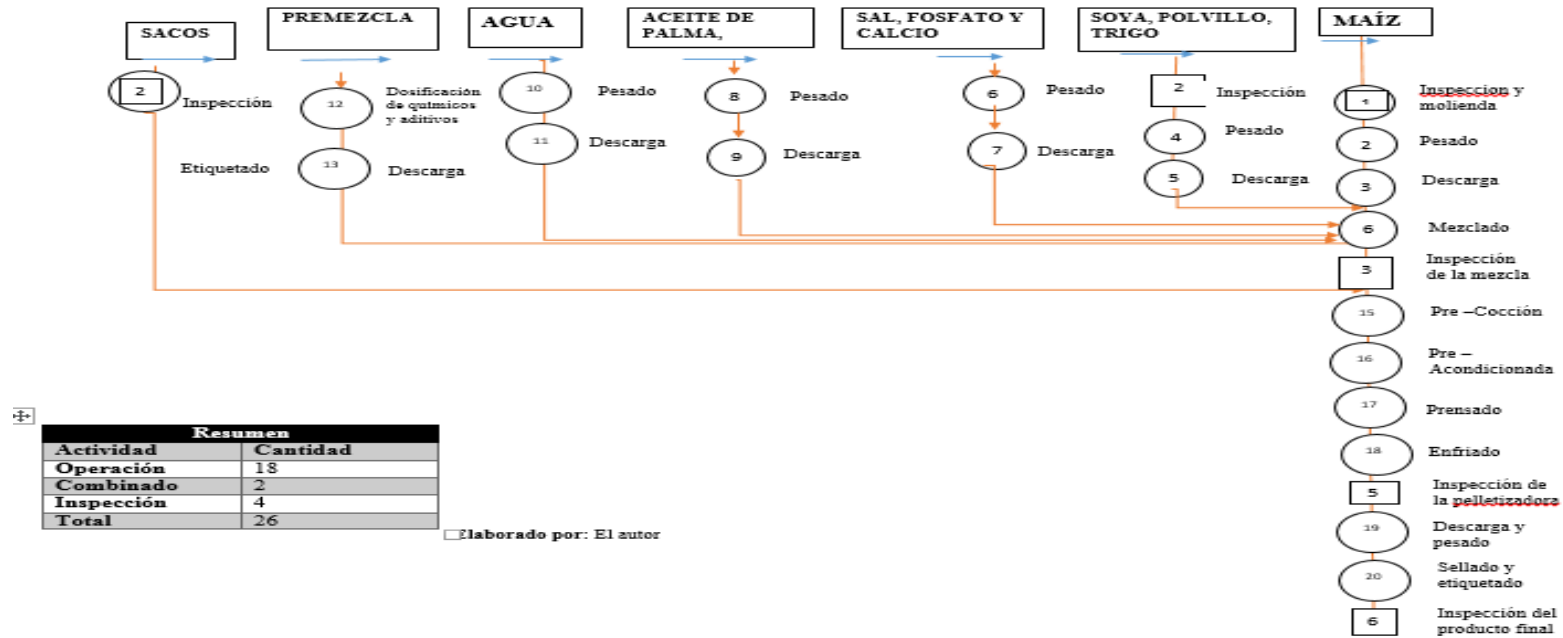 SACOS
PREMEZCLA
AGUA
ACEITE DE
PALMA,
SAL, FOSFATO Y
CALCIO
SOYA, POLVILLO,
TRIGO
MAÍZ
2
Inspección
Etiquetado
12
Dosificación
de químicos
y aditivos
13
Descarga
10
Pesado
11
Descarga
8
Pesado
9
Descarga
6
Pesado
7
Descarga
2
Inspección
4
Pesado
5
Descarga
1
Inspeccion y
molienda
2
Pesado
3
Descarga
6
Mezclado
3
Inspección
de la mezcla
15
Pre –Cocción
16
Pre –
Acondicionada
17
Prensado
18
Enfriado
5
Inspección de
la pelletizadora
19
Descarga y
pesado
20
Sellado y
etiquetado
6
Inspección del
producto final
Resumen
Actividad Cantidad
Operación 18
Combinado 2
Inspección 4
Total 26
Elaborado por: El autor